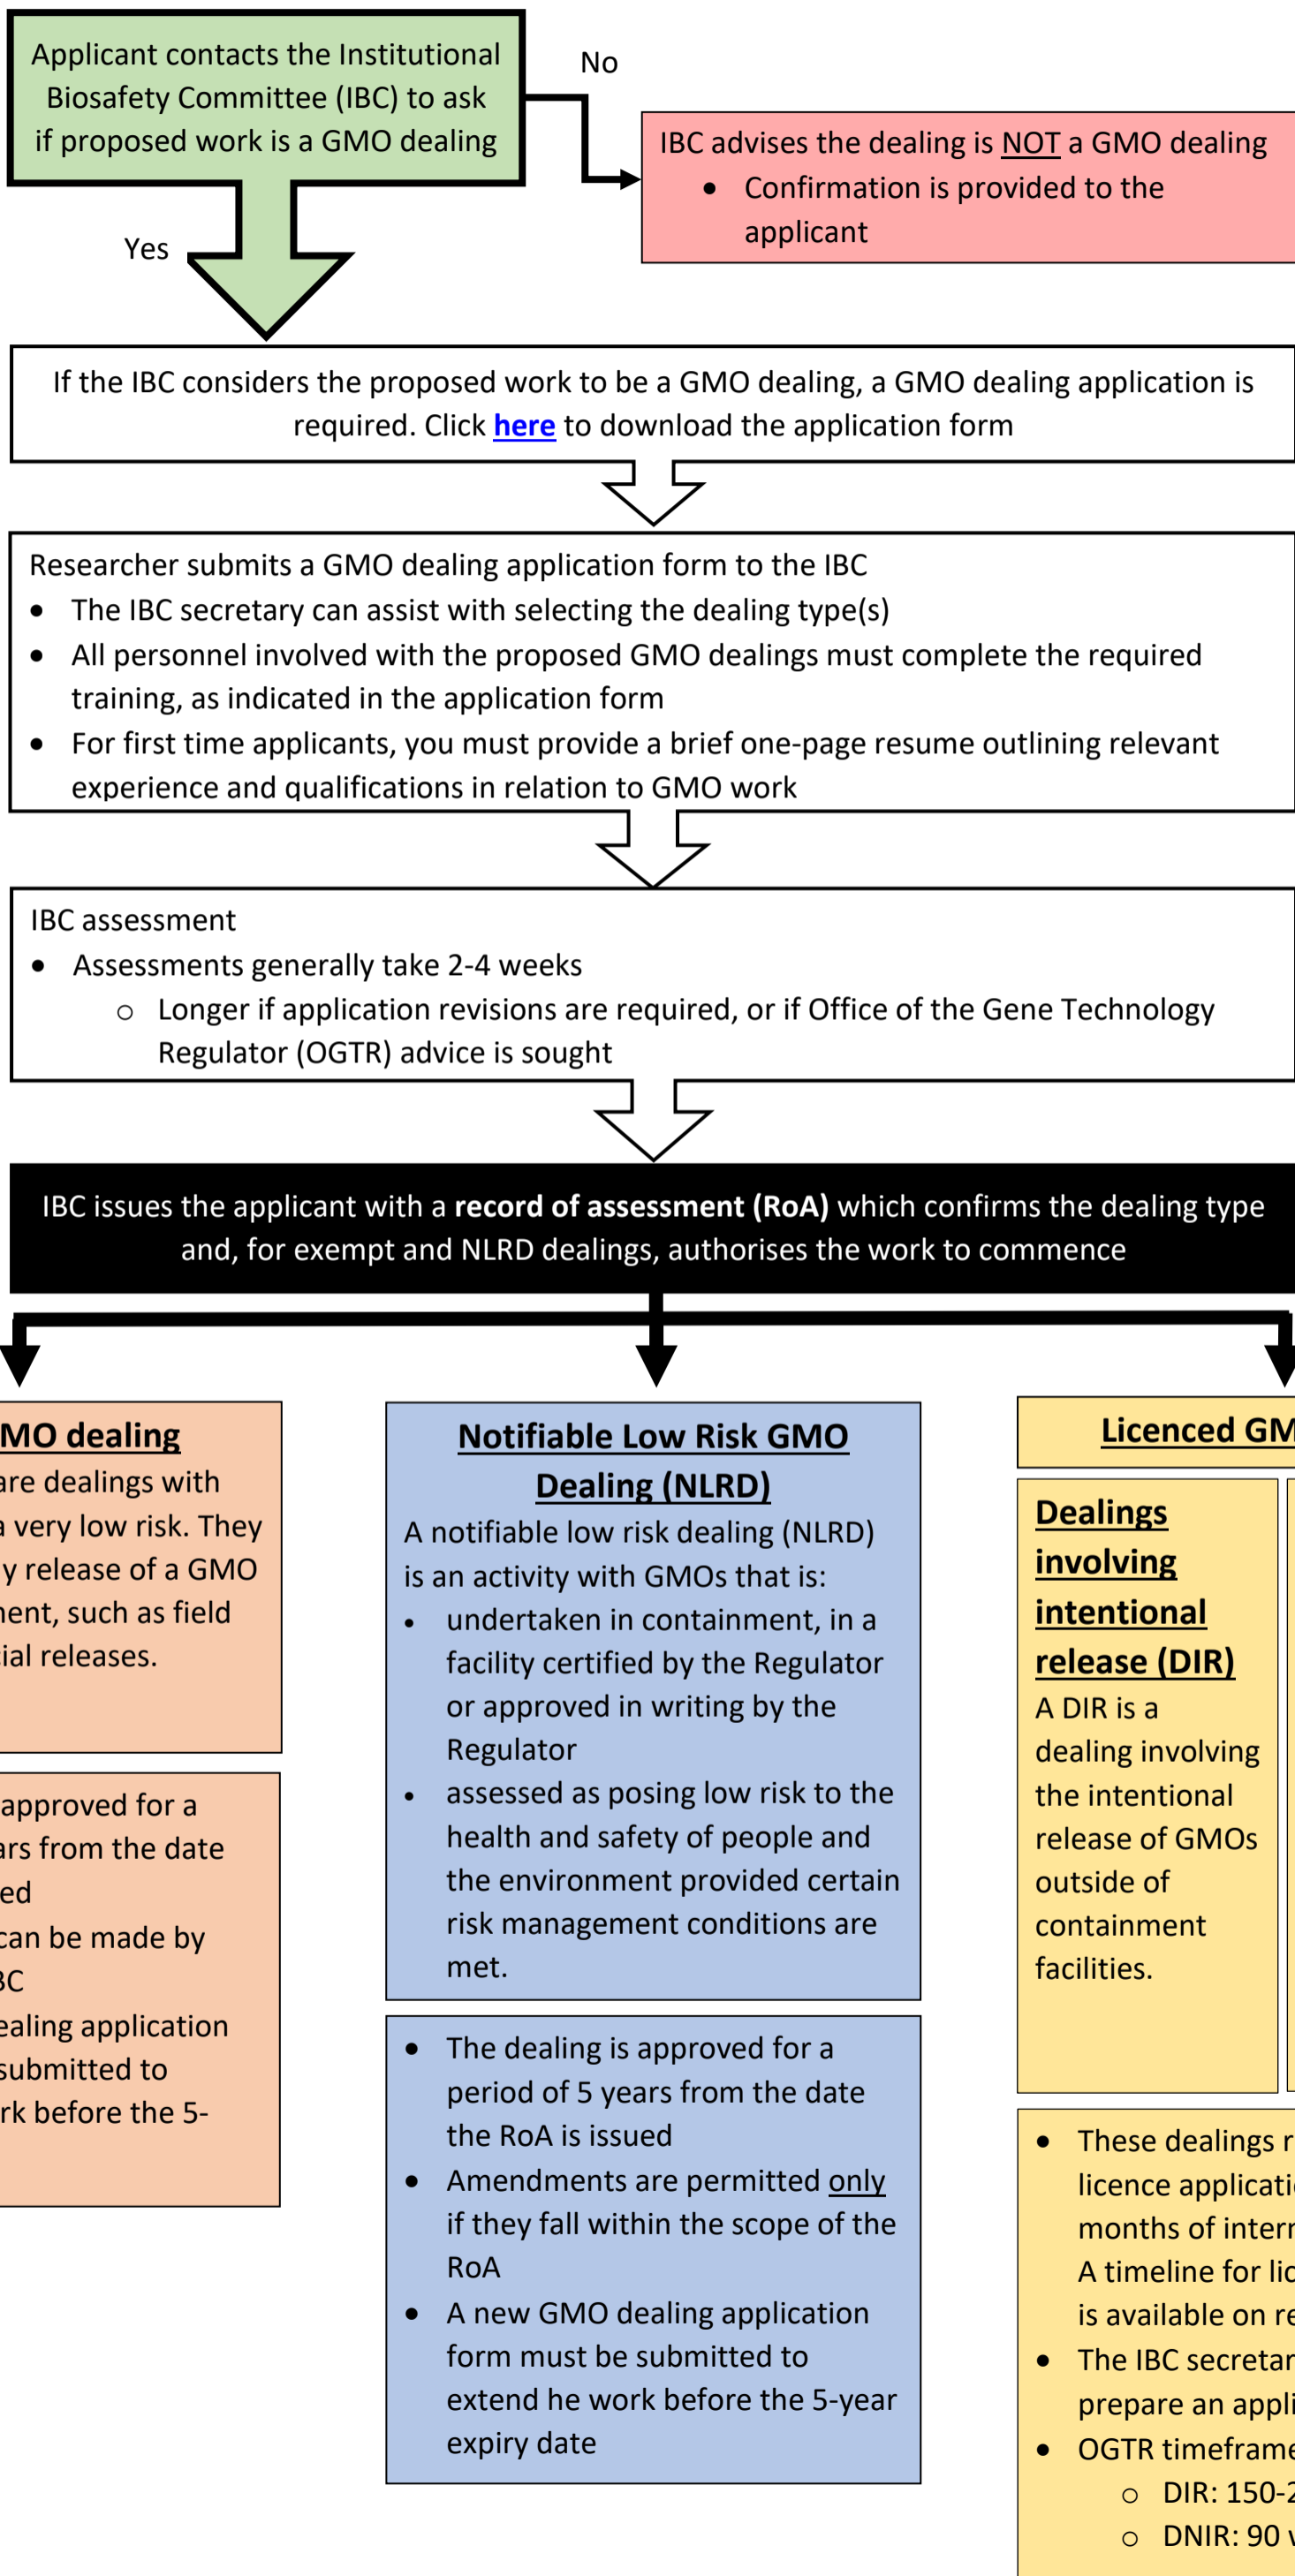 Applicant contacts the Institutional
Biosafety Committee (IBC) to ask
if proposed work is a GMO dealing
No
IBC advises the dealing is NOT a GMO dealing
• Confirmation is provided to the
applicant
Yes
If the IBC considers the proposed work to be a GMO dealing, a GMO dealing application is
required. Click here to download the application form
Researcher submits a GMO dealing application form to the IBC
• The IBC secretary can assist with selecting the dealing type(s)
• All personnel involved with the proposed GMO dealings must complete the required
training, as indicated in the application form
• For first time applicants, you must provide a brief one-page resume outlining relevant
experience and qualifications in relation to GMO work
IBC assessment
• Assessments generally take 2-4 weeks
o Longer if application revisions are required, or if Office of the Gene Technology
Regulator (OGTR) advice is sought
IBC issues the applicant with a record of assessment (RoA) which confirms the dealing type
and, for exempt and NLRD dealings, authorises the work to commence
MO dealing
are dealings with
a very low risk. They
y release of a GMO
ment, such as field
cial releases.
approved for a
ars from the date
ed
can be made by
BC
ealing application
submitted to
rk before the 5-
Notifiable Low Risk GMO
Dealing (NLRD)
A notifiable low risk dealing (NLRD)
is an activity with GMOs that is:
• undertaken in containment, in a
facility certified by the Regulator
or approved in writing by the
Regulator
• assessed as posing low risk to the
health and safety of people and
the environment provided certain
risk management conditions are
met.
• The dealing is approved for a
period of 5 years from the date
the RoA is issued
• Amendments are permitted only
if they fall within the scope of the
RoA
• A new GMO dealing application
form must be submitted to
extend he work before the 5-year
expiry date
Licenced GM
Dealings
involving
intentional
release (DIR)
A DIR is a
dealing involving
the intentional
release of GMOs
outside of
containment
facilities.
• These dealings r
licence applicati
months of inter
A timeline for lic
is available on re
• The IBC secretar
prepare an appli
• OGTR timeframe
o DIR: 150-2
o DNIR: 90 w